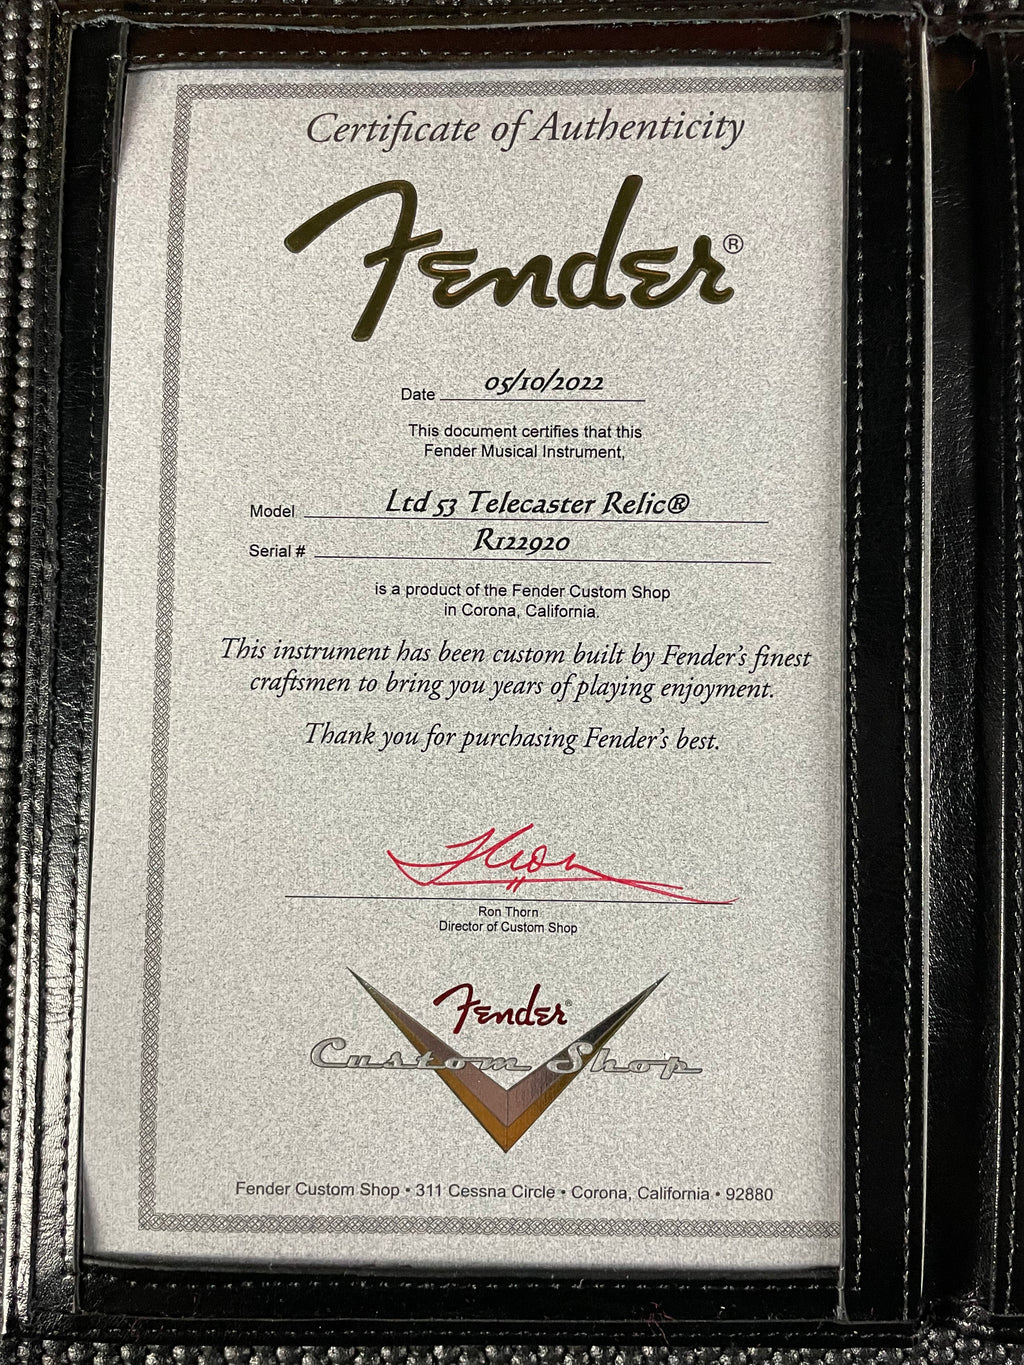 Certificate of Authenticity
Fender®
Date 05/10/2022
This document certifies that this
Fender Musical Instrument,
Model Ltd 53 Telecaster Relic®
Serial # R122920
is a product of the Fender Custom Shop
in Corona, California.
This instrument has been custom built by Fender's finest
craftsmen to bring you years of playing enjoyment.
Thank you for purchasing Fender's best.
Ron Thorn
Director of Custom Shop
Fender®
Custom Shop
Fender Custom Shop • 311 Cessna Circle • Corona, California • 92880